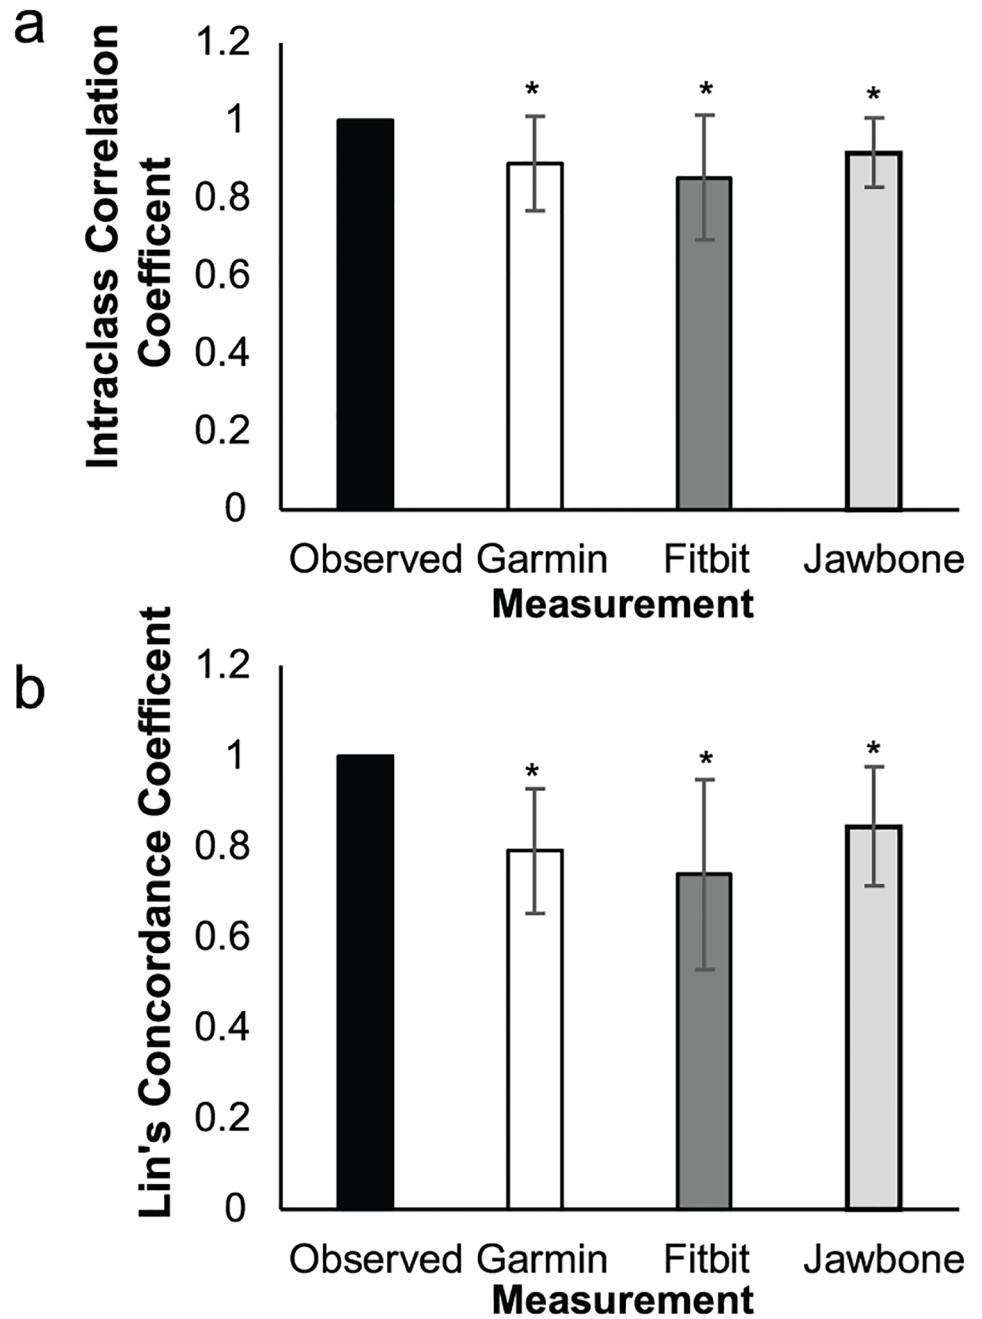 a
Intraclass Correlation
Coefficent
1.2
1
0.8
0.6
0.4
0.2
0
* * *
Observed Garmin Fitbit Jawbone
Measurement
b
Lin's Concordance Coefficent
1.2
1
0.8
0.6
0.4
0.2
0
* * *
Observed Garmin Fitbit Jawbone
Measurement